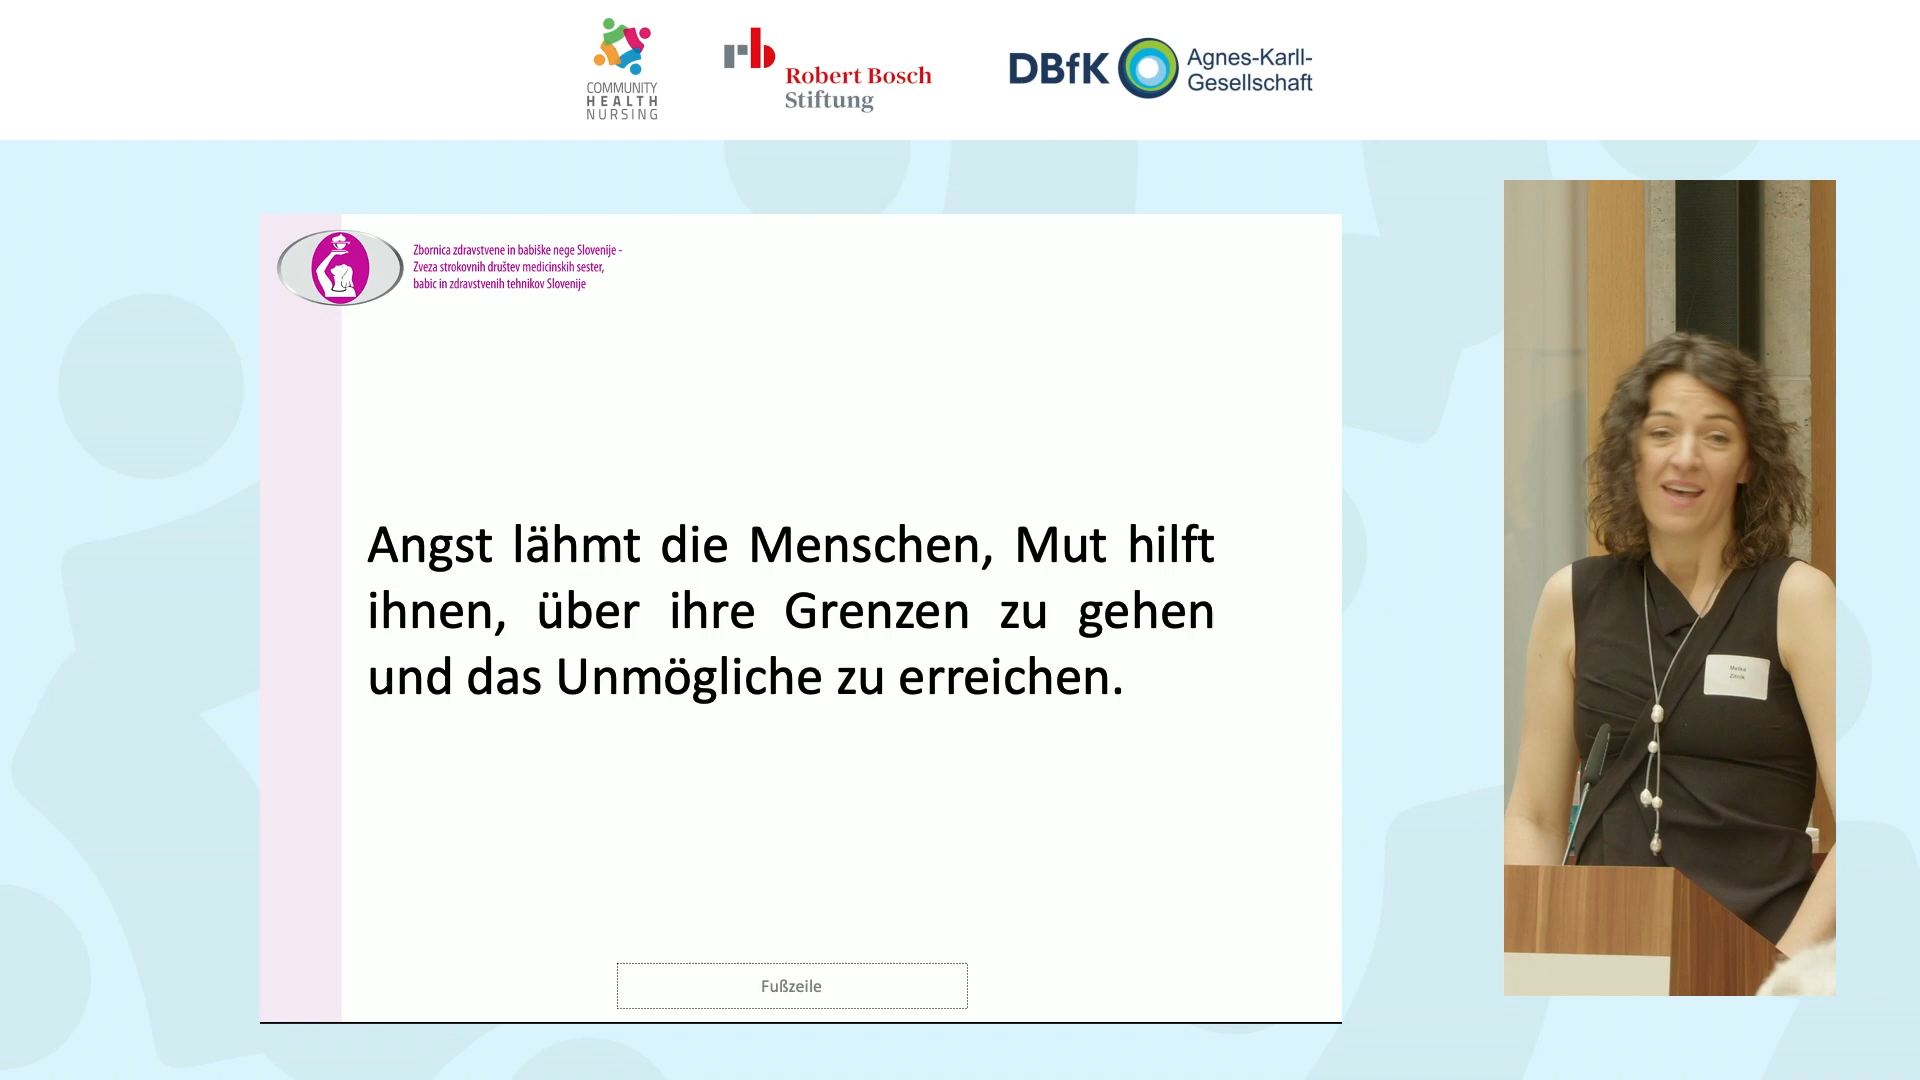 COMMUNITY
HEALTH
NURSING
rb
Robert Bosch
Stiftung
DBfK
Agnes-Karll-
Gesellschaft
Zbornica zdravstvene in babiške nege Slovenije -
Zveza strokovnih društev medicinskih sester,
babic in zdravstvenih tehnikov Slovenije
Angst lähmt die Menschen, Mut hilft
ihnen, über ihre Grenzen zu gehen
und das Unmögliche zu erreichen.
Fußzeile